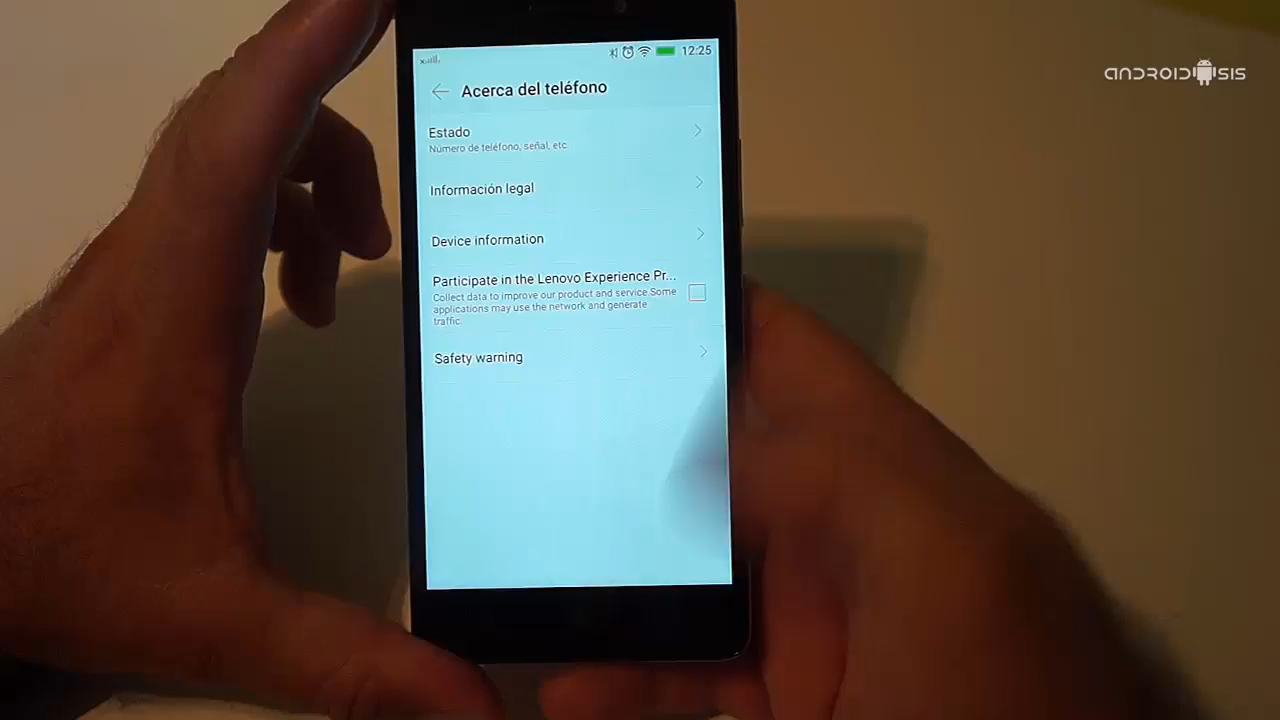 12:25
ANDROIDSIS
Acerca del teléfono
Estado
Número de teléfono, señal, etc.
Información legal
Device information
Participate in the Lenovo Experience Pr...
Collect data to improve our product and service.Some
applications may use the network and generate
traffic.
Safety warning